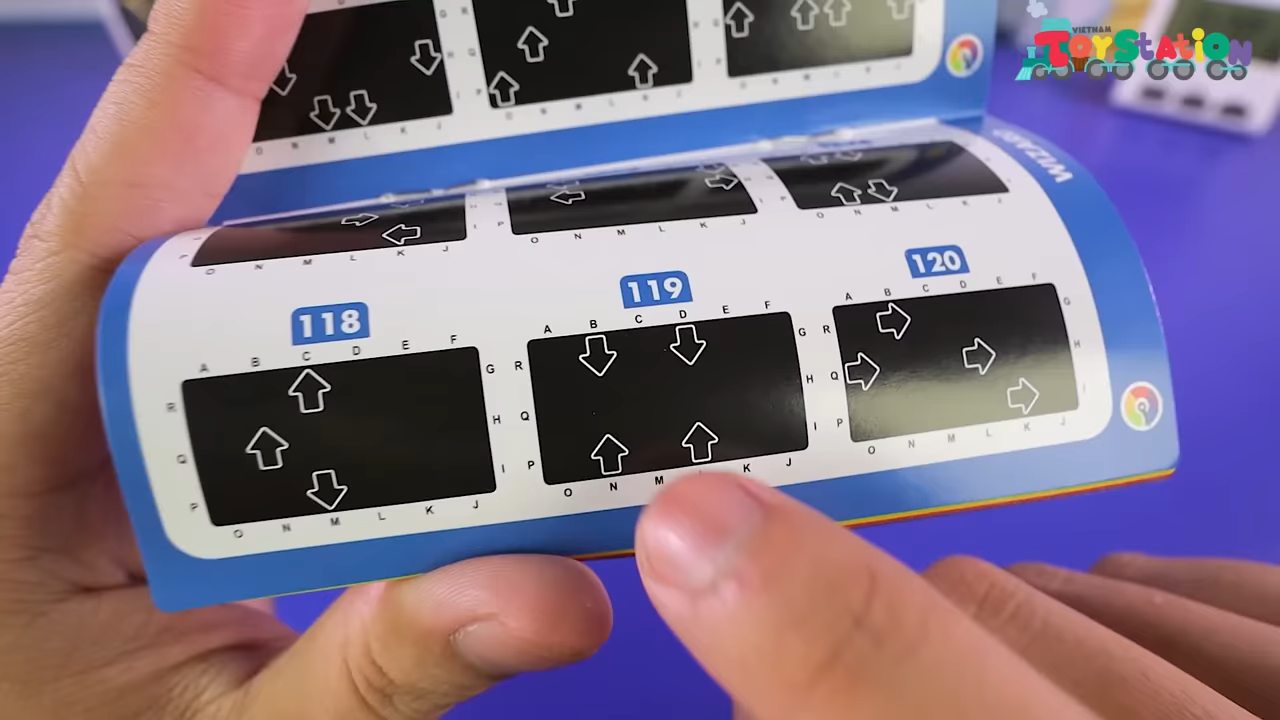 VIETNAM
TOYSTATION
WIZARD
O N M L K J
O N M L K J
O N M L K J
118
119
120
A B C D E F
A B C D E F
A B C D E F
R G
R G
R G
Q H
Q H
Q H
P I
P I
P I
O N M L K J
O N M K J
O N M L K J